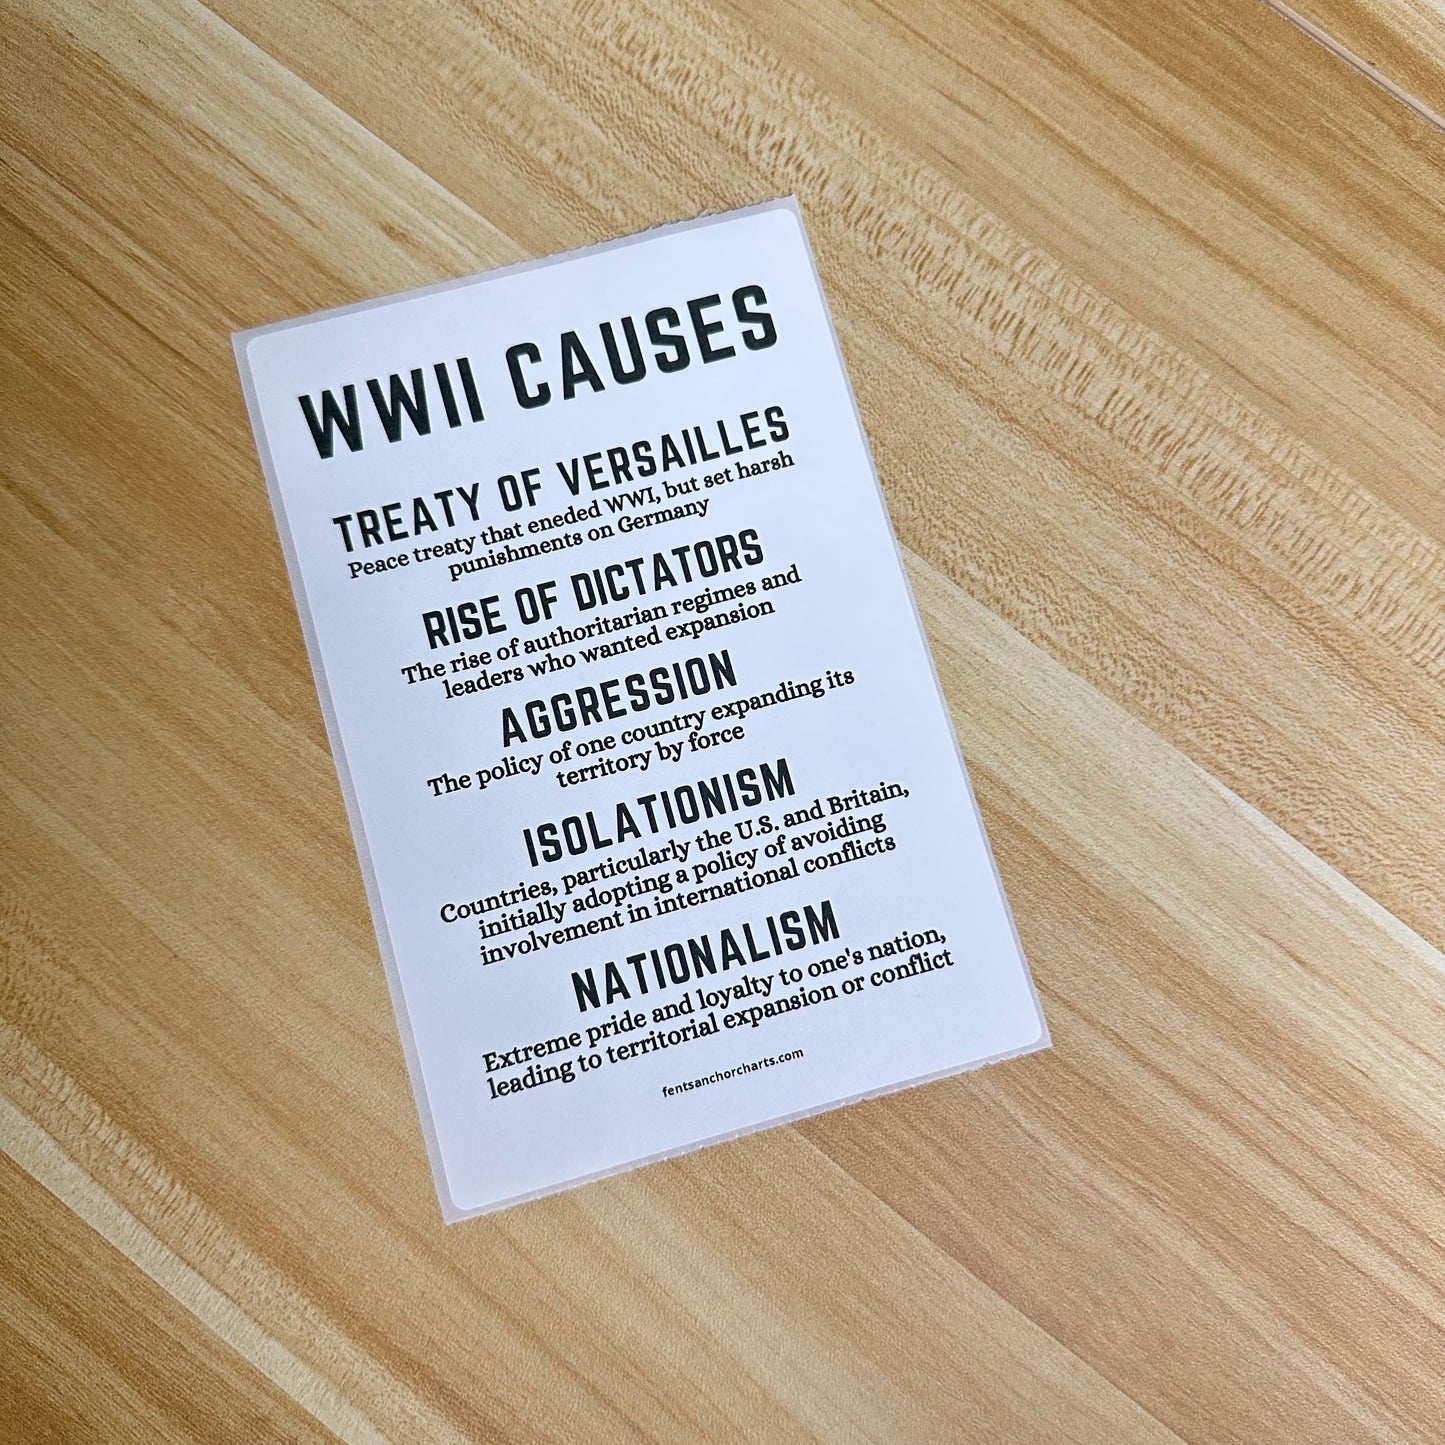 WWII CAUSES
TREATY OF VERSAILLES
Peace treaty that eneded WWI, but set harsh
punishments on Germany
RISE OF DICTATORS
The rise of authoritarian regimes and
leaders who wanted expansion
AGGRESSION
The policy of one country expanding its
territory by force
ISOLATIONISM
Countries, particularly the U.S. and Britain,
initially adopting a policy of avoiding
involvement in international conflicts
NATIONALISM
Extreme pride and loyalty to one's nation,
leading to territorial expansion or conflict
fentsanchorcharts.com